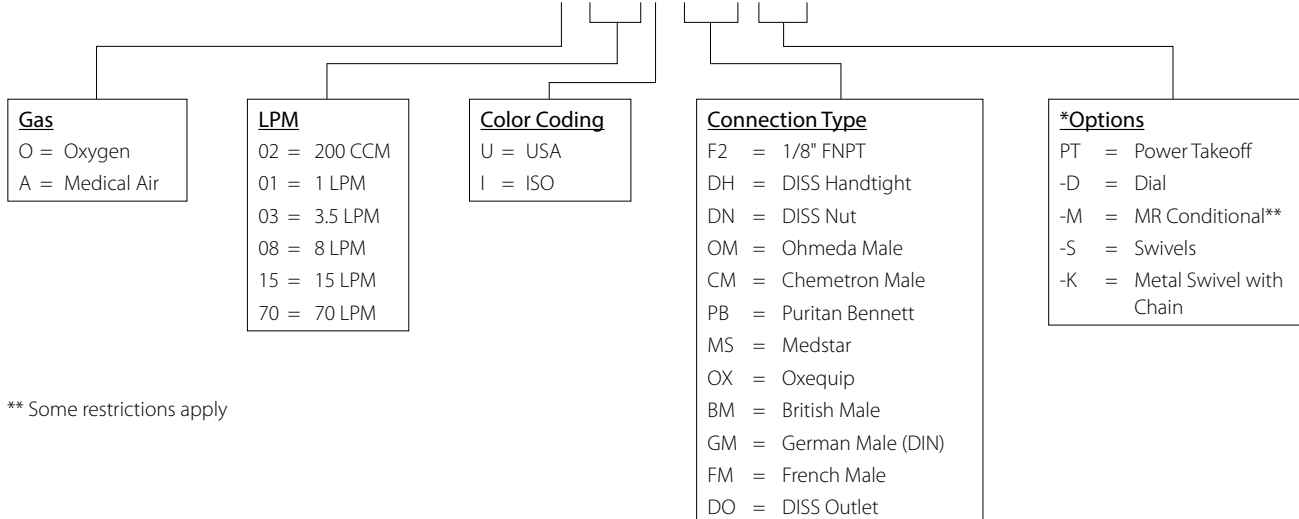 Gas
O = Oxygen
A = Medical Air
LPM
02 = 200 CCM
01 = 1 LPM
03 = 3.5 LPM
08 = 8 LPM
15 = 15 LPM
70 = 70 LPM
Color Coding
U = USA
I = ISO
Connection Type
F2 = 1/8" FNPT
DH = DISS Handtight
DN = DISS Nut
OM = Ohmeda Male
CM = Chemetron Male
PB = Puritan Bennett
MS = Medstar
OX = Oxequip
BM = British Male
GM = German Male (DIN)
FM = French Male
DO = DISS Outlet
*Options
PT = Power Takeoff
-D = Dial
-M = MR Conditional**
-S = Swivels
-K = Metal Swivel with
Chain
** Some restrictions apply